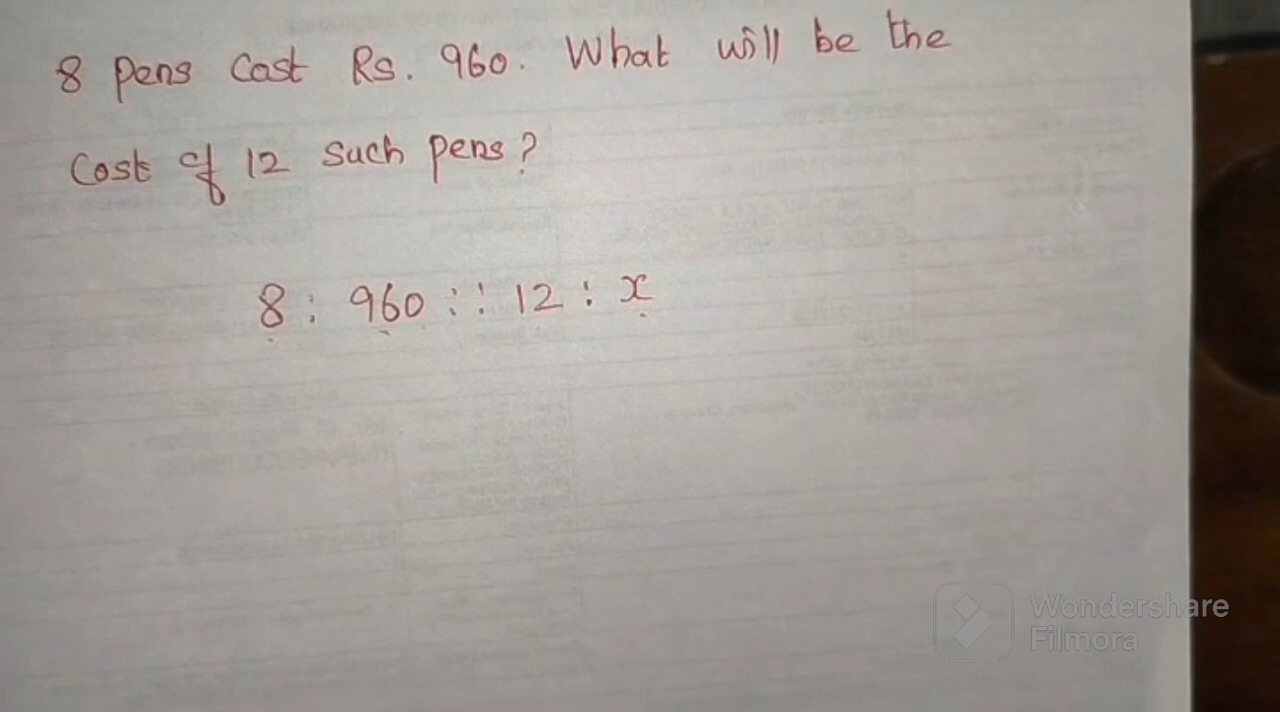 8 pens cost Rs. 960. What will be the
cost of 12 such pens?
8 : 960 :: 12 : x
Wondershare
Filmora